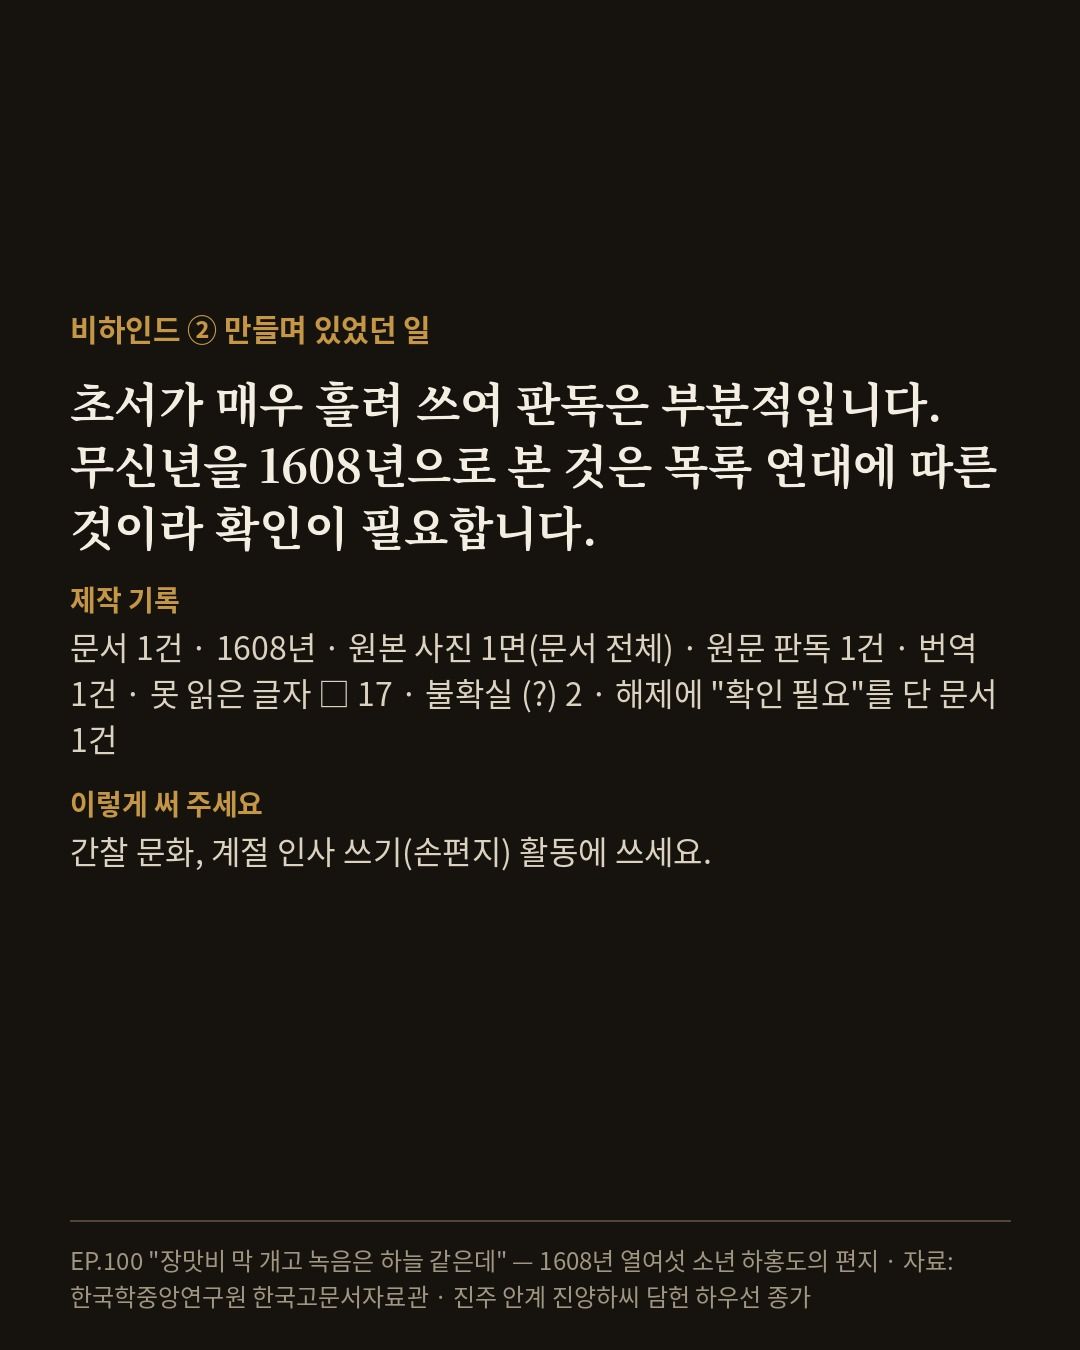 비하인드 ② 만들며 있었던 일
초서가 매우 흘려 쓰여 판독은 부분적입니다.
무신년을 1608년으로 본 것은 목록 연대에 따른
것이라 확인이 필요합니다.
제작 기록
문서 1건 · 1608년 · 원본 사진 1면(문서 전체) · 원문 판독 1건 · 번역
1건 · 못 읽은 글자 □ 17 · 불확실 (?) 2 · 해제에 "확인 필요"를 단 문서
1건
이렇게 써 주세요
간찰 문화, 계절 인사 쓰기(손편지) 활동에 쓰세요.
EP.100 "장맛비 막 개고 녹음은 하늘 같은데" — 1608년 열여섯 소년 하홍도의 편지 · 자료:
한국학중앙연구원 한국고문서자료관 · 진주 안계 진양하씨 담헌 하우선 종가